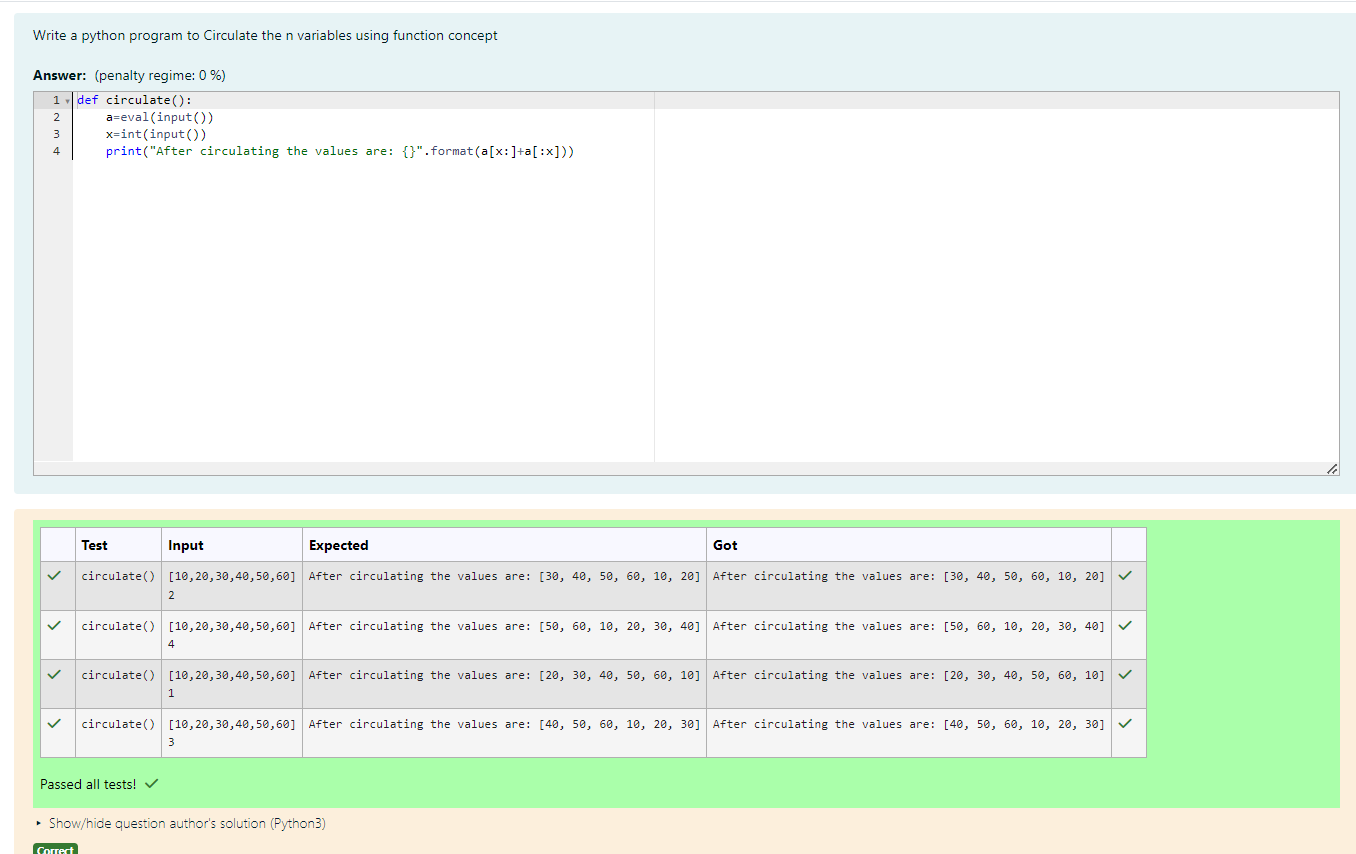 Write a python program to Circulate the n variables using function concept
Answer: (penalty regime: 0 %)
1 def circulate():
2     a=eval(input())
3     x=int(input())
4     print("After circulating the values are: {}".format(a[x:]+a[:x]))
Test Input Expected Got
circulate() [10,20,30,40,50,60] After circulating the values are: [30, 40, 50, 60, 10, 20] After circulating the values are: [30, 40, 50, 60, 10, 20]
2
circulate() [10,20,30,40,50,60] After circulating the values are: [50, 60, 10, 20, 30, 40] After circulating the values are: [50, 60, 10, 20, 30, 40]
4
circulate() [10,20,30,40,50,60] After circulating the values are: [20, 30, 40, 50, 60, 10] After circulating the values are: [20, 30, 40, 50, 60, 10]
1
circulate() [10,20,30,40,50,60] After circulating the values are: [40, 50, 60, 10, 20, 30] After circulating the values are: [40, 50, 60, 10, 20, 30]
3
Passed all tests!
Show/hide question author's solution (Python3)
Correct